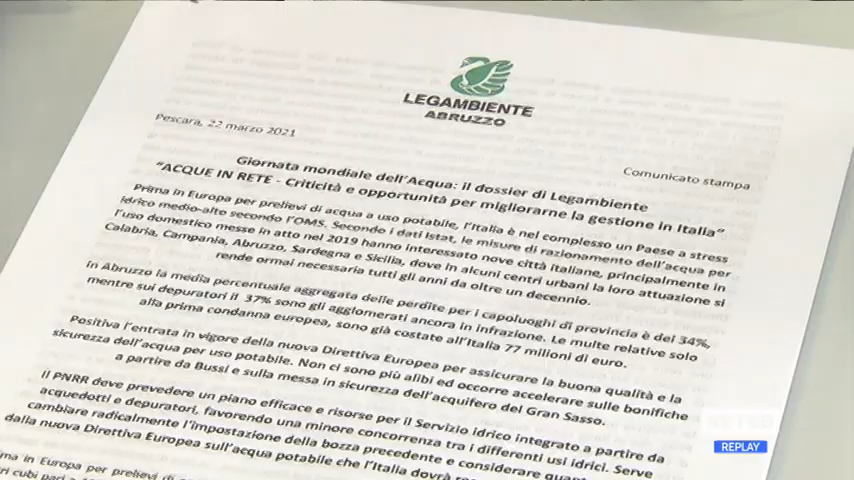 LEGAMBIENTE
ABRUZZO
Pescara, 22 marzo 2021
Comunicato stampa
Giornata mondiale dell'Acqua: il dossier di Legambiente
"ACQUE IN RETE - Criticità e opportunità per migliorarne la gestione in Italia"
Prima in Europa per prelievi di acqua a uso potabile, l'Italia è nel complesso un Paese a stress
idrico medio-alto secondo l'OMS. Secondo i dati Istat, le misure di razionamento dell'acqua per
l'uso domestico messe in atto nel 2019 hanno interessato nove città italiane, principalmente in
Calabria, Campania, Abruzzo, Sardegna e Sicilia, dove in alcuni centri urbani la loro attuazione si
rende ormai necessaria tutti gli anni da oltre un decennio.
In Abruzzo la media percentuale aggregata delle perdite per i capoluoghi di provincia è del 34%,
mentre sui depuratori il 37% sono gli agglomerati ancora in infrazione. Le multe relative solo
alla prima condanna europea, sono già costate all'Italia 77 milioni di euro.
Positiva l'entrata in vigore della nuova Direttiva Europea per assicurare la buona qualità e la
sicurezza dell'acqua per uso potabile. Non ci sono più alibi ed occorre accelerare sulle bonifiche
a partire da Bussi e sulla messa in sicurezza dell'acquifero del Gran Sasso.
Il PNRR deve prevedere un piano efficace e risorse per il Servizio idrico integrato a partire da
acquedotti e depuratori, favorendo una minore concorrenza tra i differenti usi idrici. Serve
cambiare radicalmente l'impostazione della bozza precedente e considerare
dalla nuova Direttiva Europea sull'acqua potabile che l'Italia dovrà
in Europa per prelievi di
cubi pari a
RETE8
REPLAY